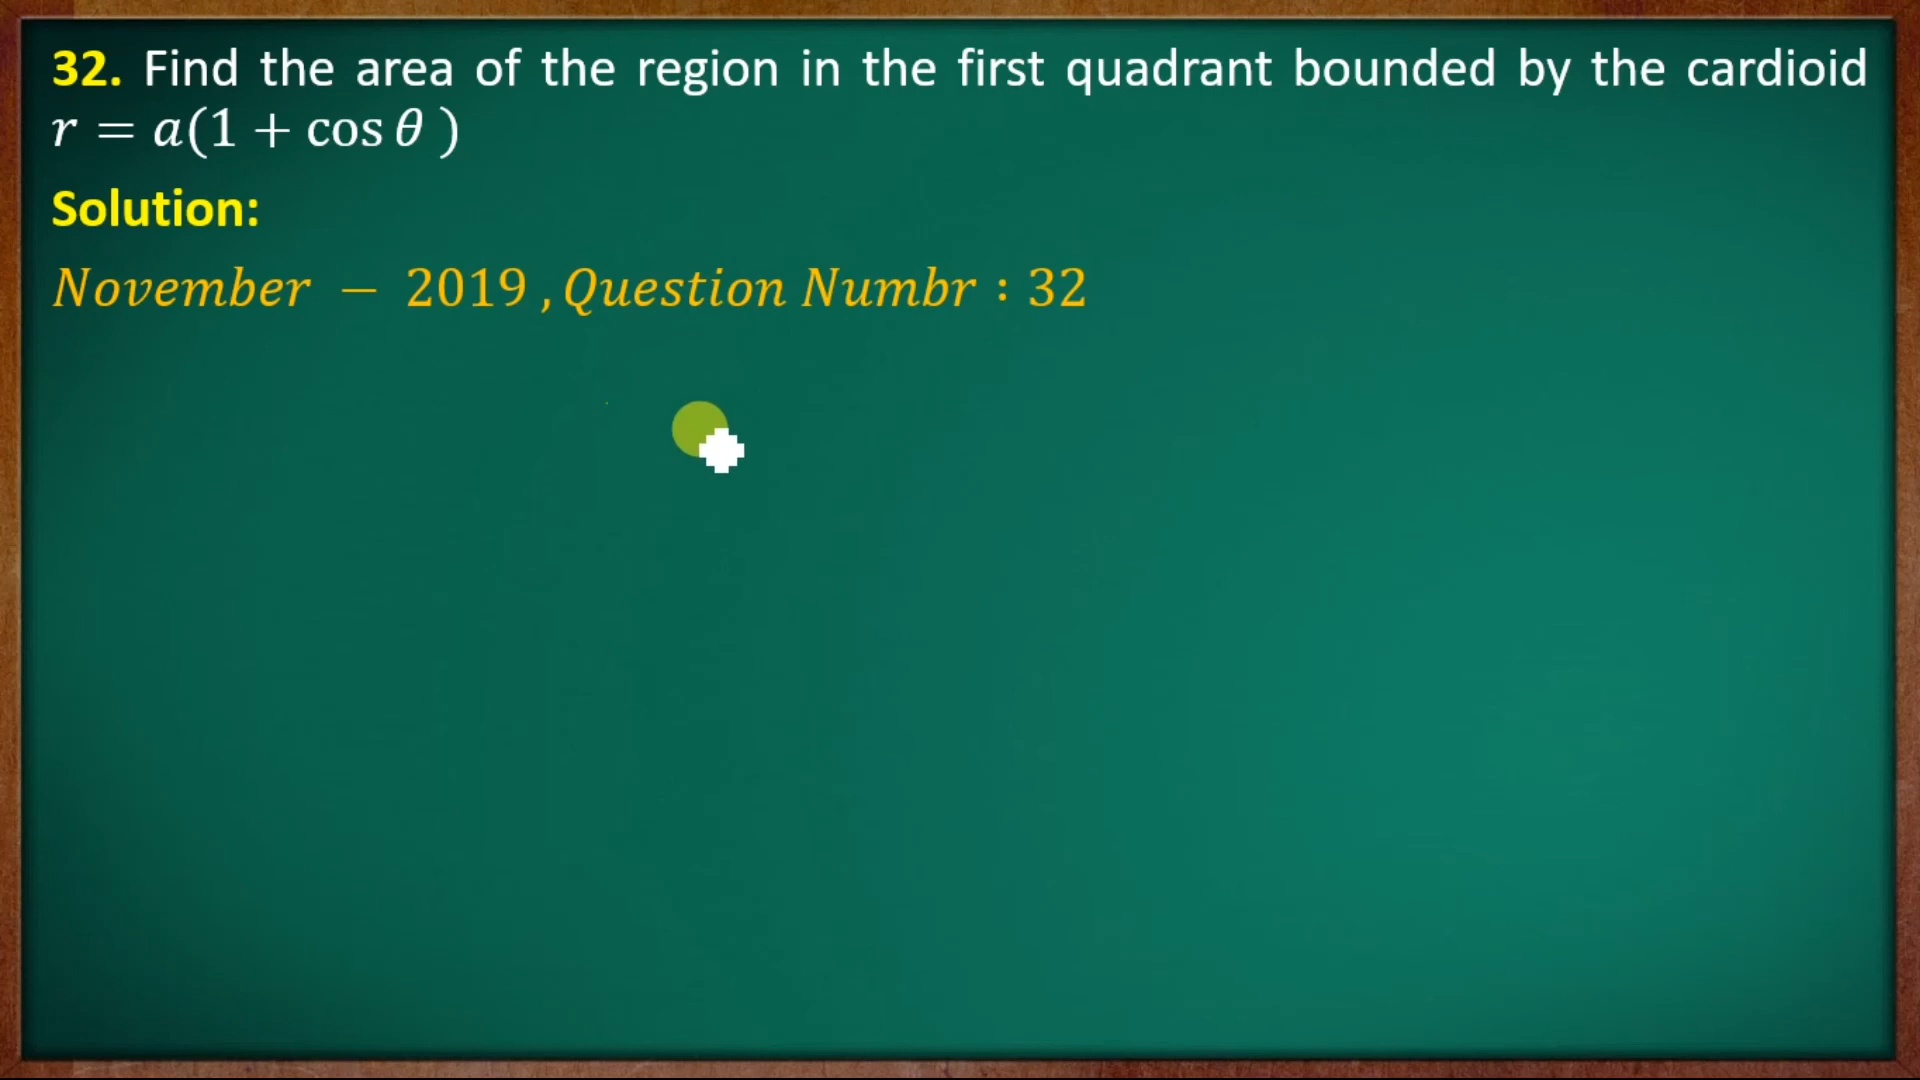 32. Find the area of the region in the first quadrant bounded by the cardioid
r = a(1 + cos θ )
Solution:
November − 2019 , Question Numbr : 32